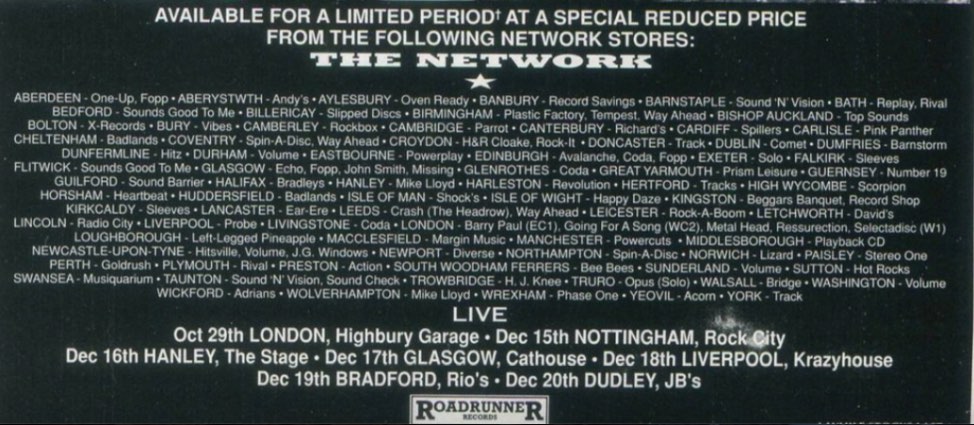 AVAILABLE FOR A LIMITED PERIOD† AT A SPECIAL REDUCED PRICE
FROM THE FOLLOWING NETWORK STORES:
THE NETWORK
ABERDEEN - One-Up, Fopp • ABERYSTWTH - Andy's • AYLESBURY - Oven Ready • BANBURY - Record Savings • BARNSTAPLE - Sound 'N' Vision • BATH - Replay, Rival
BEDFORD - Sounds Good To Me • BILLERICAY - Slipped Discs • BIRMINGHAM - Plastic Factory, Tempest, Way Ahead • BISHOP AUCKLAND - Top Sounds
BOLTON - X-Records • BURY - Vibes • CAMBERLEY - Rockbox • CAMBRIDGE - Parrot • CANTERBURY - Richard's • CARDIFF - Spillers • CARLISLE - Pink Panther
CHELTENHAM - Badlands • COVENTRY - Spin-A-Disc, Way Ahead • CROYDON - H&R Cloake, Rock-It • DONCASTER - Track • DUBLIN - Comet • DUMFRIES - Barnstorm
DUNFERMLINE - Hitz • DURHAM - Volume • EASTBOURNE - Powerplay • EDINBURGH - Avalanche, Coda, Fopp • EXETER - Solo • FALKIRK - Sleeves
FLITWICK - Sounds Good To Me • GLASGOW - Echo, Fopp, John Smith, Missing • GLENROTHES - Coda • GREAT YARMOUTH - Prism Leisure • GUERNSEY - Number 19
GUILFORD - Sound Barrier • HALIFAX - Bradleys • HANLEY - Mike Lloyd • HARLESTON - Revolution • HERTFORD - Tracks • HIGH WYCOMBE - Scorpion
HORSHAM - Heartbeat • HUDDERSFIELD - Badlands • ISLE OF MAN - Shock's • ISLE OF WIGHT - Happy Daze • KINGSTON - Beggars Banquet, Record Shop
KIRKCALDY - Sleeves • LANCASTER - Ear-Ere • LEEDS - Crash (The Headrow), Way Ahead • LEICESTER - Rock-A-Boom • LETCHWORTH - David's
LINCOLN - Radio City • LIVERPOOL - Probe • LIVINGSTONE - Coda • LONDON - Barry Paul (EC1), Going For A Song (WC2), Metal Head, Ressurection, Selectadisc (W1)
LOUGHBOROUGH - Left-Legged Pineapple • MACCLESFIELD - Margin Music • MANCHESTER - Powercuts • MIDDLESBOROUGH - Playback CD
NEWCASTLE-UPON-TYNE - Hitsville, Volume, J.G. Windows • NEWPORT - Diverse • NORTHAMPTON - Spin-A-Disc • NORWICH - Lizard • PAISLEY - Stereo One
PERTH - Goldrush • PLYMOUTH - Rival • PRESTON - Action • SOUTH WOODHAM FERRERS - Bee Bees • SUNDERLAND - Volume • SUTTON - Hot Rocks
SWANSEA - Musiquarium • TAUNTON - Sound 'N' Vision, Sound Check • TROWBRIDGE - H. J. Knee • TRURO - Opus (Solo) • WALSALL - Bridge • WASHINGTON - Volume
WICKFORD - Adrians • WOLVERHAMPTON - Mike Lloyd • WREXHAM - Phase One • YEOVIL - Acorn • YORK - Track
LIVE
Oct 29th LONDON, Highbury Garage • Dec 15th NOTTINGHAM, Rock City
Dec 16th HANLEY, The Stage • Dec 17th GLASGOW, Cathouse • Dec 18th LIVERPOOL, Krazyhouse
Dec 19th BRADFORD, Rio's • Dec 20th DUDLEY, JB's
ROADRUNNER
RECORDS